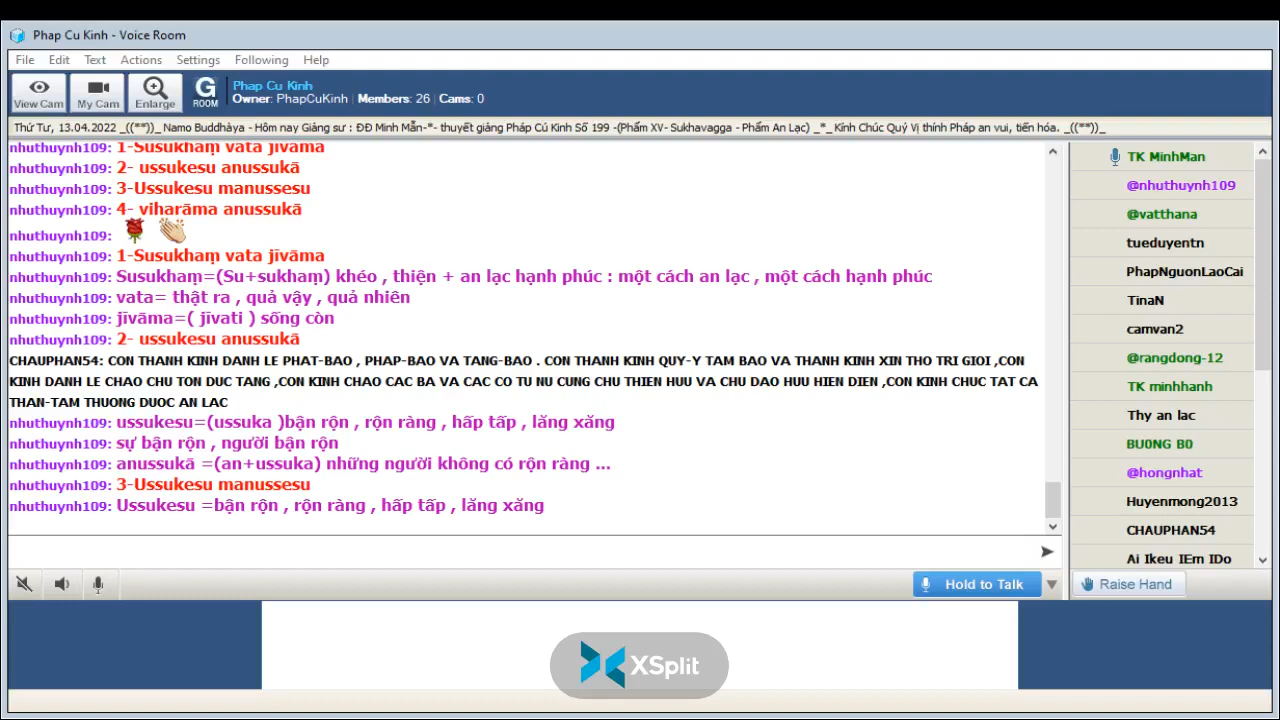 Phap Cu Kinh - Voice Room
File Edit Text Actions Settings Following Help
View Cam My Cam Enlarge G ROOM
Phap Cu Kinh
Owner: PhapCuKinh | Members: 26 | Cams: 0
Thứ Tư, 13.04.2022 _((**))_ Namo Buddhàya - Hôm nay Giảng sư : ĐĐ Minh Mẫn-*- thuyết giảng Pháp Cú Kinh Số 199 -(Phẩm XV- Sukhavagga - Phẩm An Lạc) _*_ Kính Chúc Quý Vị thính Pháp an vui, tiến hóa. _((**))_
nhuthuynh109: 1-Susukhaṃ vata jīvāma
nhuthuynh109: 2- ussukesu anussukā
nhuthuynh109: 3-Ussukesu manussesu
nhuthuynh109: 4- viharāma anussukā
nhuthuynh109:
nhuthuynh109: 1-Susukhaṃ vata jīvāma
nhuthuynh109: Susukhaṃ=(Su+sukhaṃ) khéo , thiện + an lạc hạnh phúc : một cách an lạc , một cách hạnh phúc
nhuthuynh109: vata= thật ra , quả vậy , quả nhiên
nhuthuynh109: jīvāma=( jīvati ) sống còn
nhuthuynh109: 2- ussukesu anussukā
CHAUPHAN54: CON THANH KINH DANH LE PHAT-BAO , PHAP-BAO VA TANG-BAO . CON THANH KINH QUY-Y TAM BAO VA THANH KINH XIN THO TRI GIOI ,CON
KINH DANH LE CHAO CHU TON DUC TANG ,CON KINH CHAO CAC BA VA CAC CO TU NU CUNG CHU THIEN HUU VA CHU DAO HUU HIEN DIEN ,CON KINH CHUC TAT CA
THAN-TAM THUONG DUOC AN LAC
nhuthuynh109: ussukesu=(ussuka )bận rộn , rộn ràng , hấp tấp , lăng xăng
nhuthuynh109: sự bận rộn , người bận rộn
nhuthuynh109: anussukā =(an+ussuka) những người không có rộn ràng ...
nhuthuynh109: 3-Ussukesu manussesu
nhuthuynh109: Ussukesu =bận rộn , rộn ràng , hấp tấp , lăng xăng
TK MinhMan
@nhuthuynh109
@vatthana
tueduyentn
PhapNguonLaoCai
TinaN
camvan2
@rangdong-12
TK minhhanh
Thy an lac
BU0NG B0
@hongnhat
Huyenmong2013
CHAUPHAN54
Ai Ikeu IEm IDo
Hold to Talk
Raise Hand
XSplit